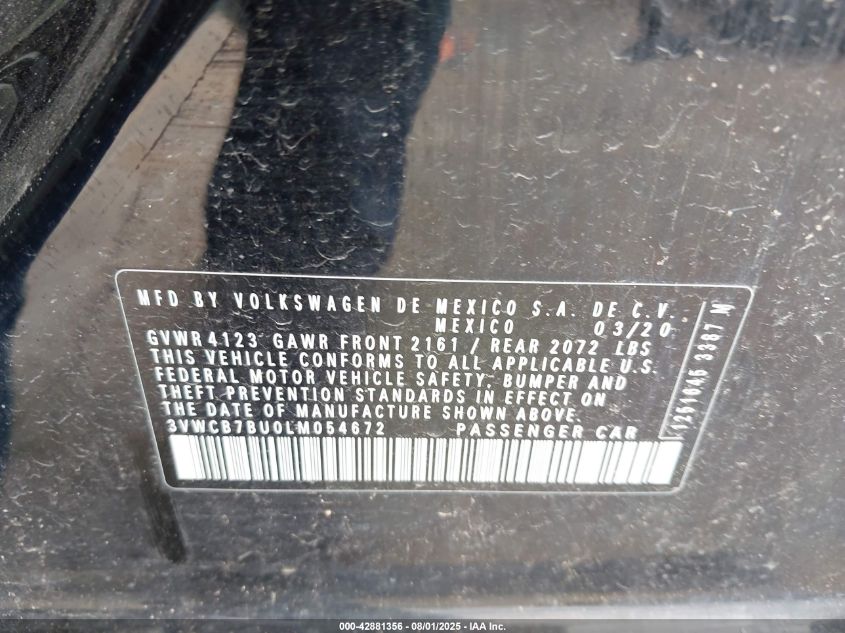 MFD BY VOLKSWAGEN DE MEXICO S.A. DE C.V.
MEXICO 03/20
GVWR 4123 GAWR FRONT 2161 / REAR 2072 LBS
THIS VEHICLE CONFORMS TO ALL APPLICABLE U.S.
FEDERAL MOTOR VEHICLE SAFETY, BUMPER AND
THEFT PREVENTION STANDARDS IN EFFECT ON
THE DATE OF MANUFACTURE SHOWN ABOVE.
3VWCB7BU0LM054672 PASSENGER CAR
1251845 3387 M
000-42881356 - 08/01/2025 - IAA Inc.